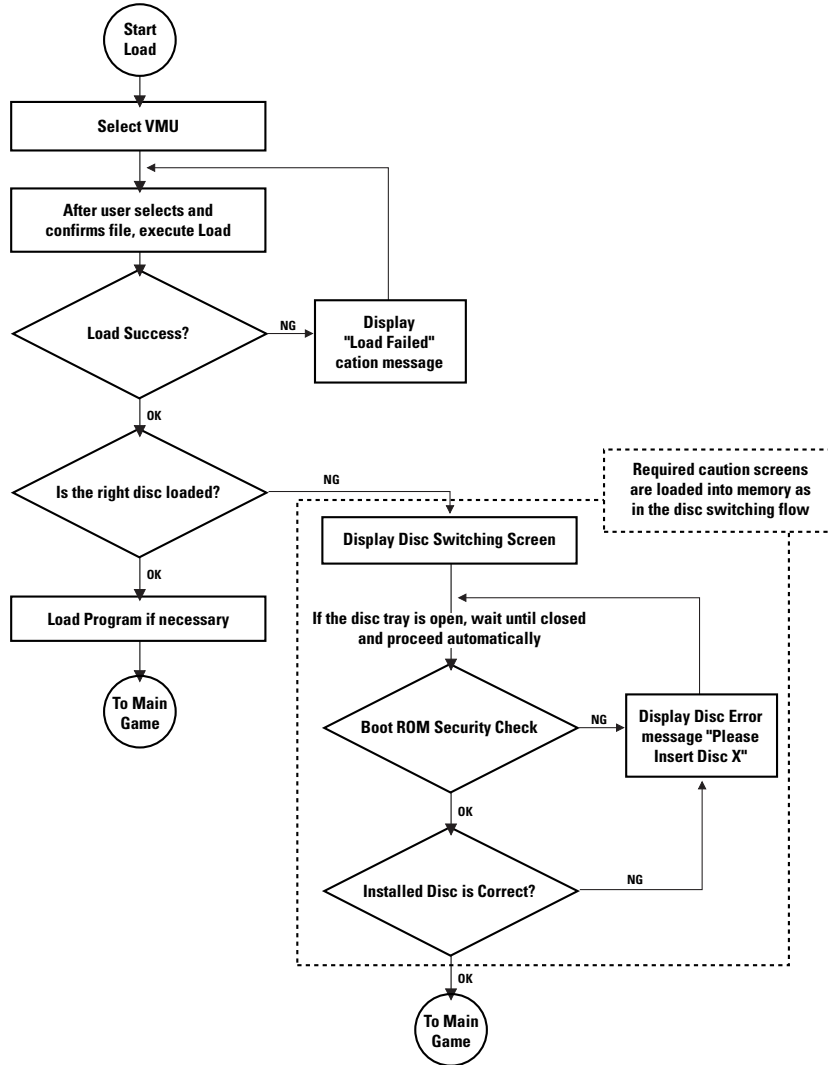 Start
Load
Select VMU
After user selects and
confirms file, execute Load
Load Success?
NG
Display
"Load Failed"
cation message
OK
Is the right disc loaded?
NG
Required caution screens
are loaded into memory as
in the disc switching flow
Display Disc Switching Screen
OK
Load Program if necessary
If the disc tray is open, wait until closed
and proceed automatically
To Main
Game
Boot ROM Security Check
NG
Display Disc Error
message "Please
Insert Disc X"
OK
Installed Disc is Correct?
NG
OK
To Main
Game